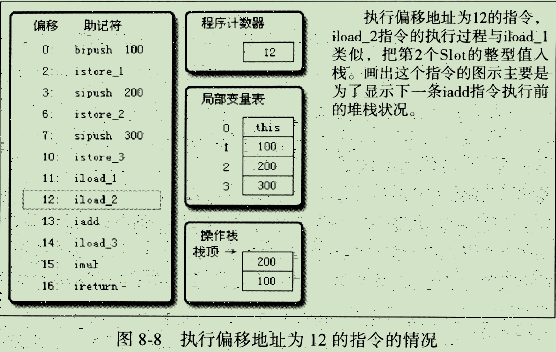 偏移 助记符
0: bipush 100
2: istore_1
3: sipush 200
6: istore_2
7: sipush 300
10: istore_3
11: iload_1
12: iload_2
13: iadd
14: iload_3
15: imul
16: ireturn
程序计数器
12
局部变量表
0 this
1 100
2 200
3 300
操作栈
栈顶 →
200
100
执行偏移地址为12的指令,
iload_2指令的执行过程与iload_1
类似，把第2个Slot的整型值入
栈。画出这个指令的图示主要是
为了显示下一条iadd指令执行前
的堆栈状况。
图 8-8 执行偏移地址为 12 的指令的情况